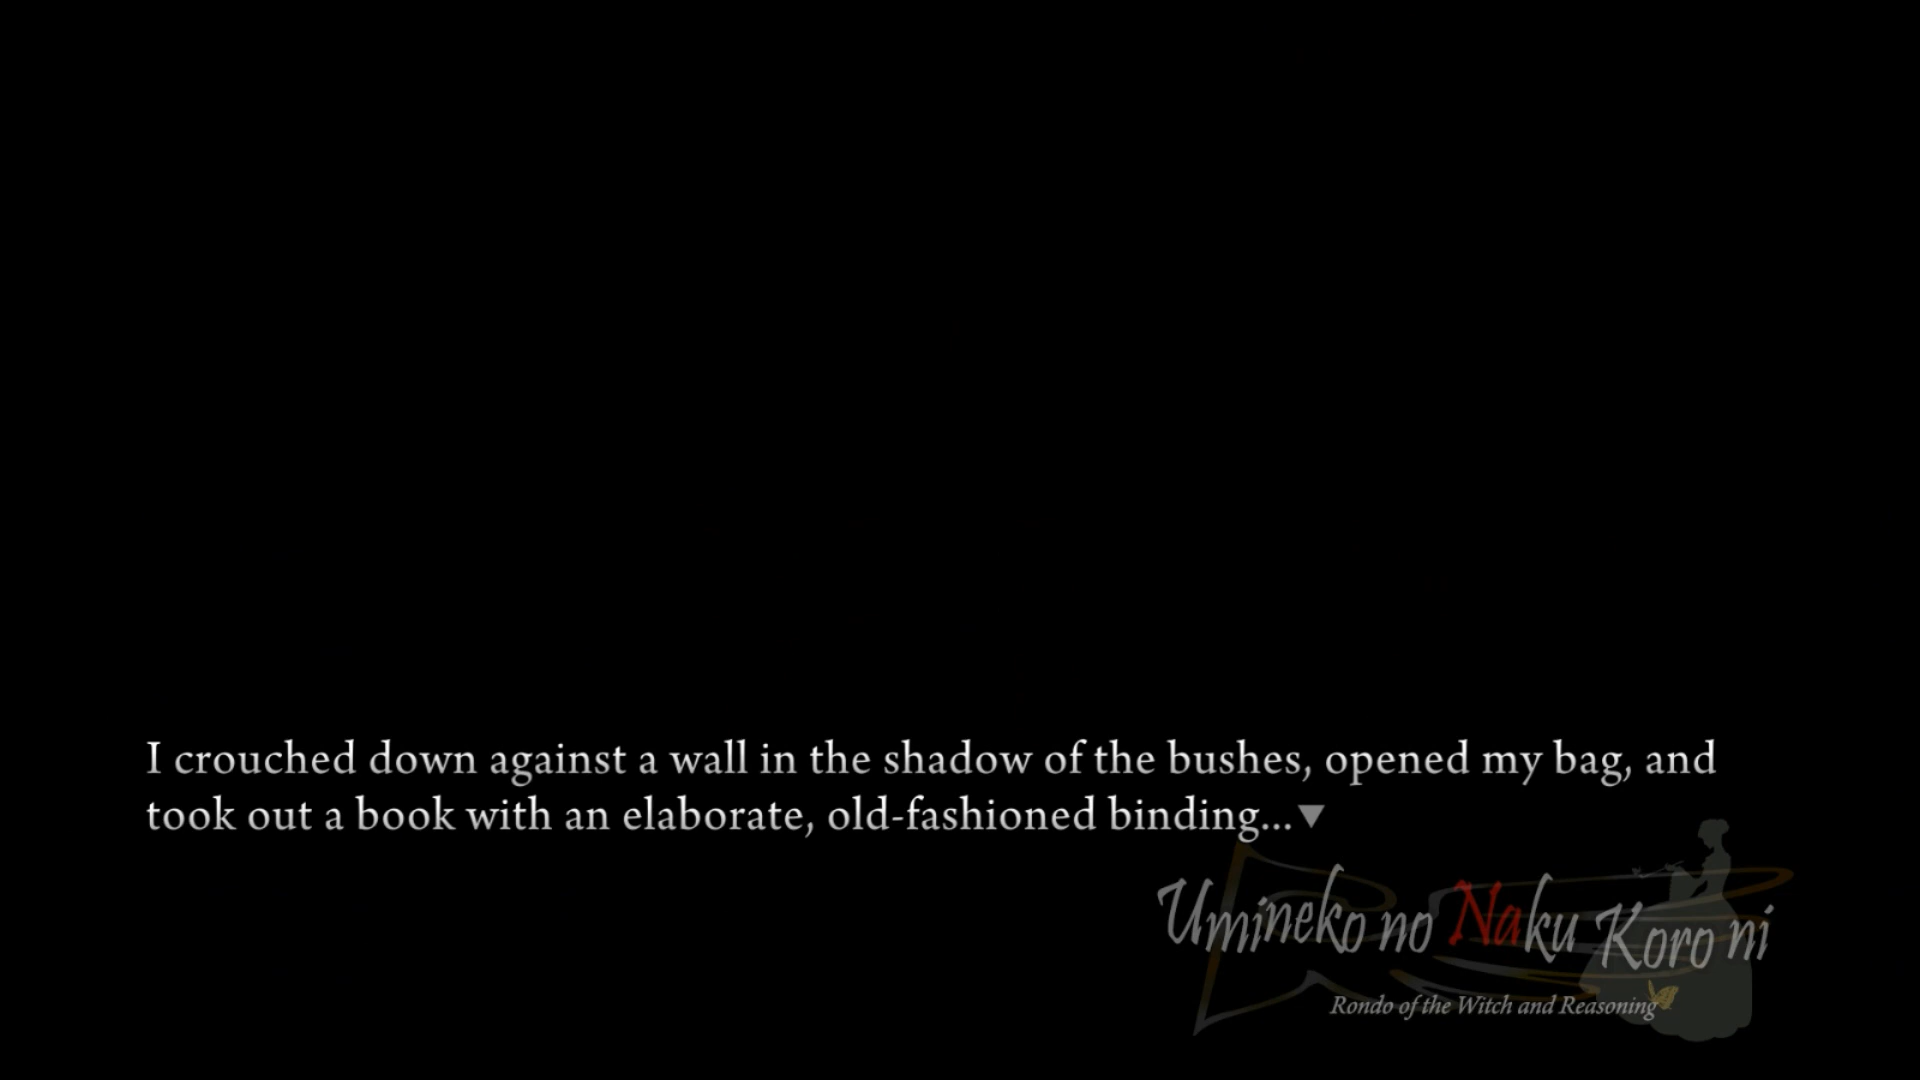 I crouched down against a wall in the shadow of the bushes, opened my bag, and
took out a book with an elaborate, old-fashioned binding...▼
Umineko no Naku Koro ni
Rondo of the Witch and Reasoning